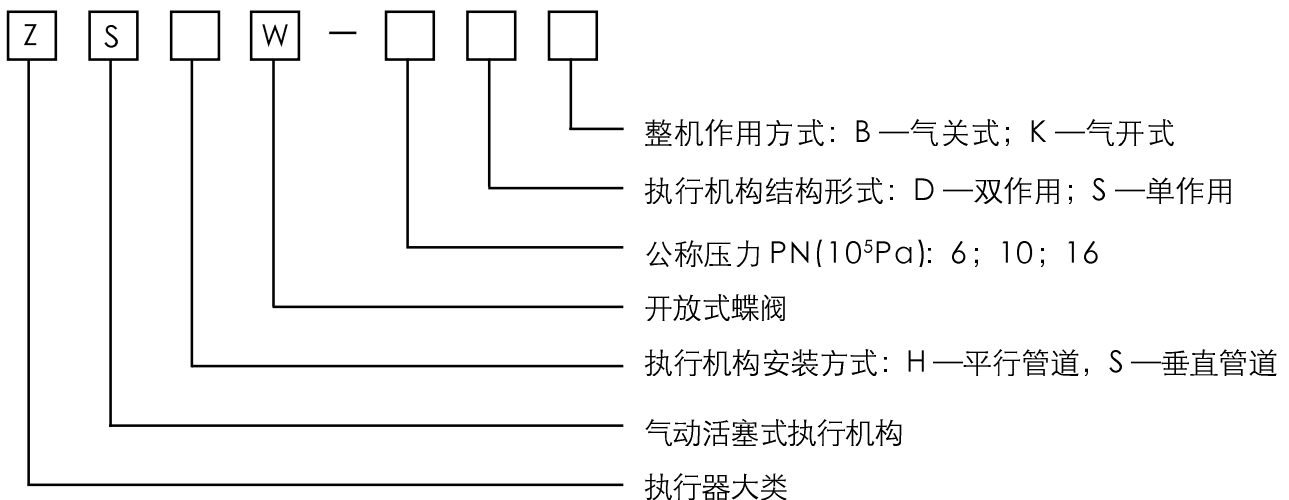 Z S W —
整机作用方式：B —气关式；K —气开式
执行机构结构形式：D —双作用；S —单作用
公称压力 PN(10⁵Pa)：6；10；16
开放式蝶阀
执行机构安装方式：H —平行管道，S —垂直管道
气动活塞式执行机构
执行器大类